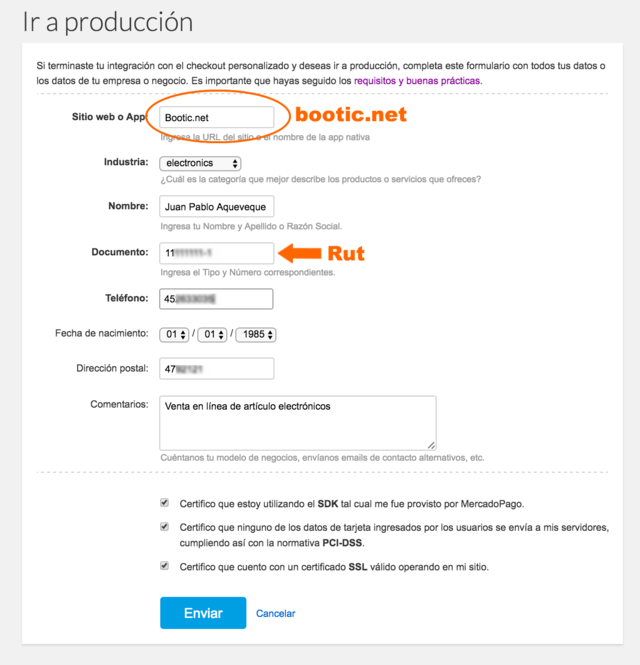 Ir a producción
Si terminaste tu integración con el checkout personalizado y deseas ir a producción, completa este formulario con todos tus datos o
los datos de tu empresa o negocio. Es importante que hayas seguido los requisitos y buenas prácticas.
Sitio web o App Bootic.net bootic.net
Ingresa la URL del sitio o el nombre de la app nativa
Industria: electronics
¿Cuál es la categoría que mejor describe los productos o servicios que ofreces?
Nombre: Juan Pablo Aqueveque
Ingresa tu Nombre y Apellido o Razón Social.
Documento: 11 Rut
Ingresa el Tipo y Número correspondientes.
Teléfono: 45
Fecha de nacimiento: 01 / 01 / 1985
Dirección postal: 47
Comentarios: Venta en línea de artículo electrónicos
Cuéntanos tu modelo de negocios, envíanos emails de contacto alternativos, etc.
Certifico que estoy utilizando el SDK tal cual me fue provisto por MercadoPago.
Certifico que ninguno de los datos de tarjeta ingresados por los usuarios se envía a mis servidores,
cumpliendo así con la normativa PCI-DSS.
Certifico que cuento con un certificado SSL válido operando en mi sitio.
Enviar Cancelar